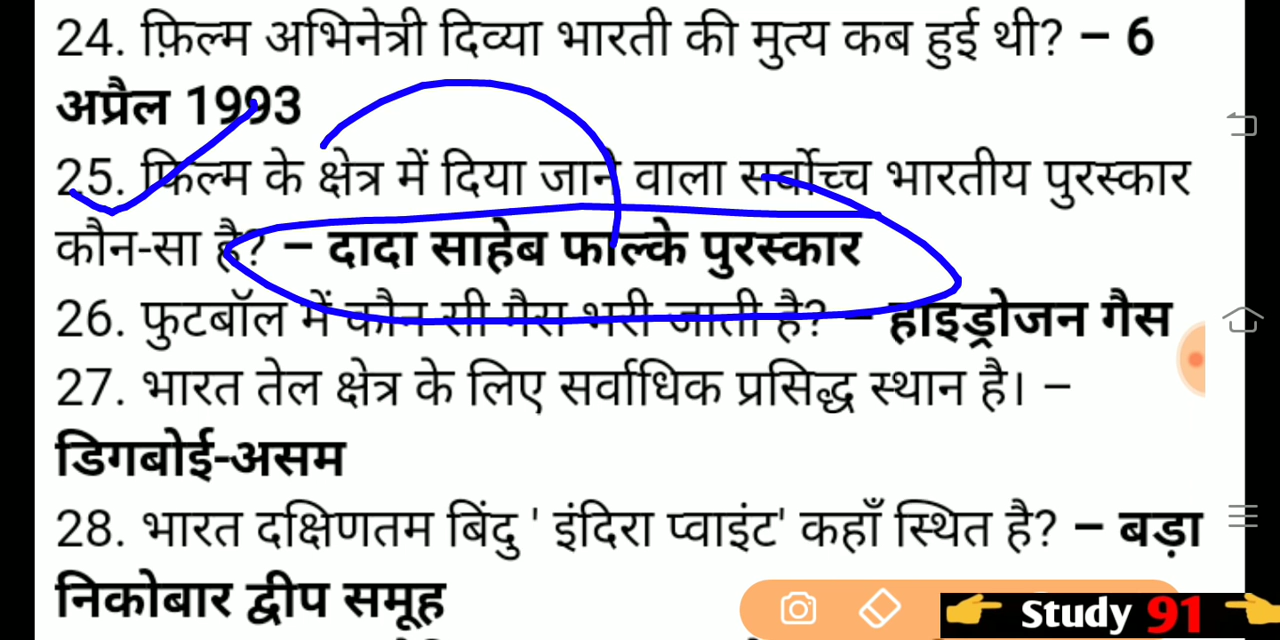 24. फ़िल्म अभिनेत्री दिव्या भारती की मुत्य कब हुई थी? – 6
अप्रैल 1993
25. फिल्म के क्षेत्र में दिया जाने वाला सर्वोच्च भारतीय पुरस्कार
कौन-सा है? – दादा साहेब फाल्के पुरस्कार
26. फुटबॉल में कौन सी गैस भरी जाती है? – हाइड्रोजन गैस
27. भारत तेल क्षेत्र के लिए सर्वाधिक प्रसिद्ध स्थान है। –
डिगबोई-असम
28. भारत दक्षिणतम बिंदु ' इंदिरा प्वाइंट' कहाँ स्थित है? – बड़ा
निकोबार द्वीप समूह
Study 91